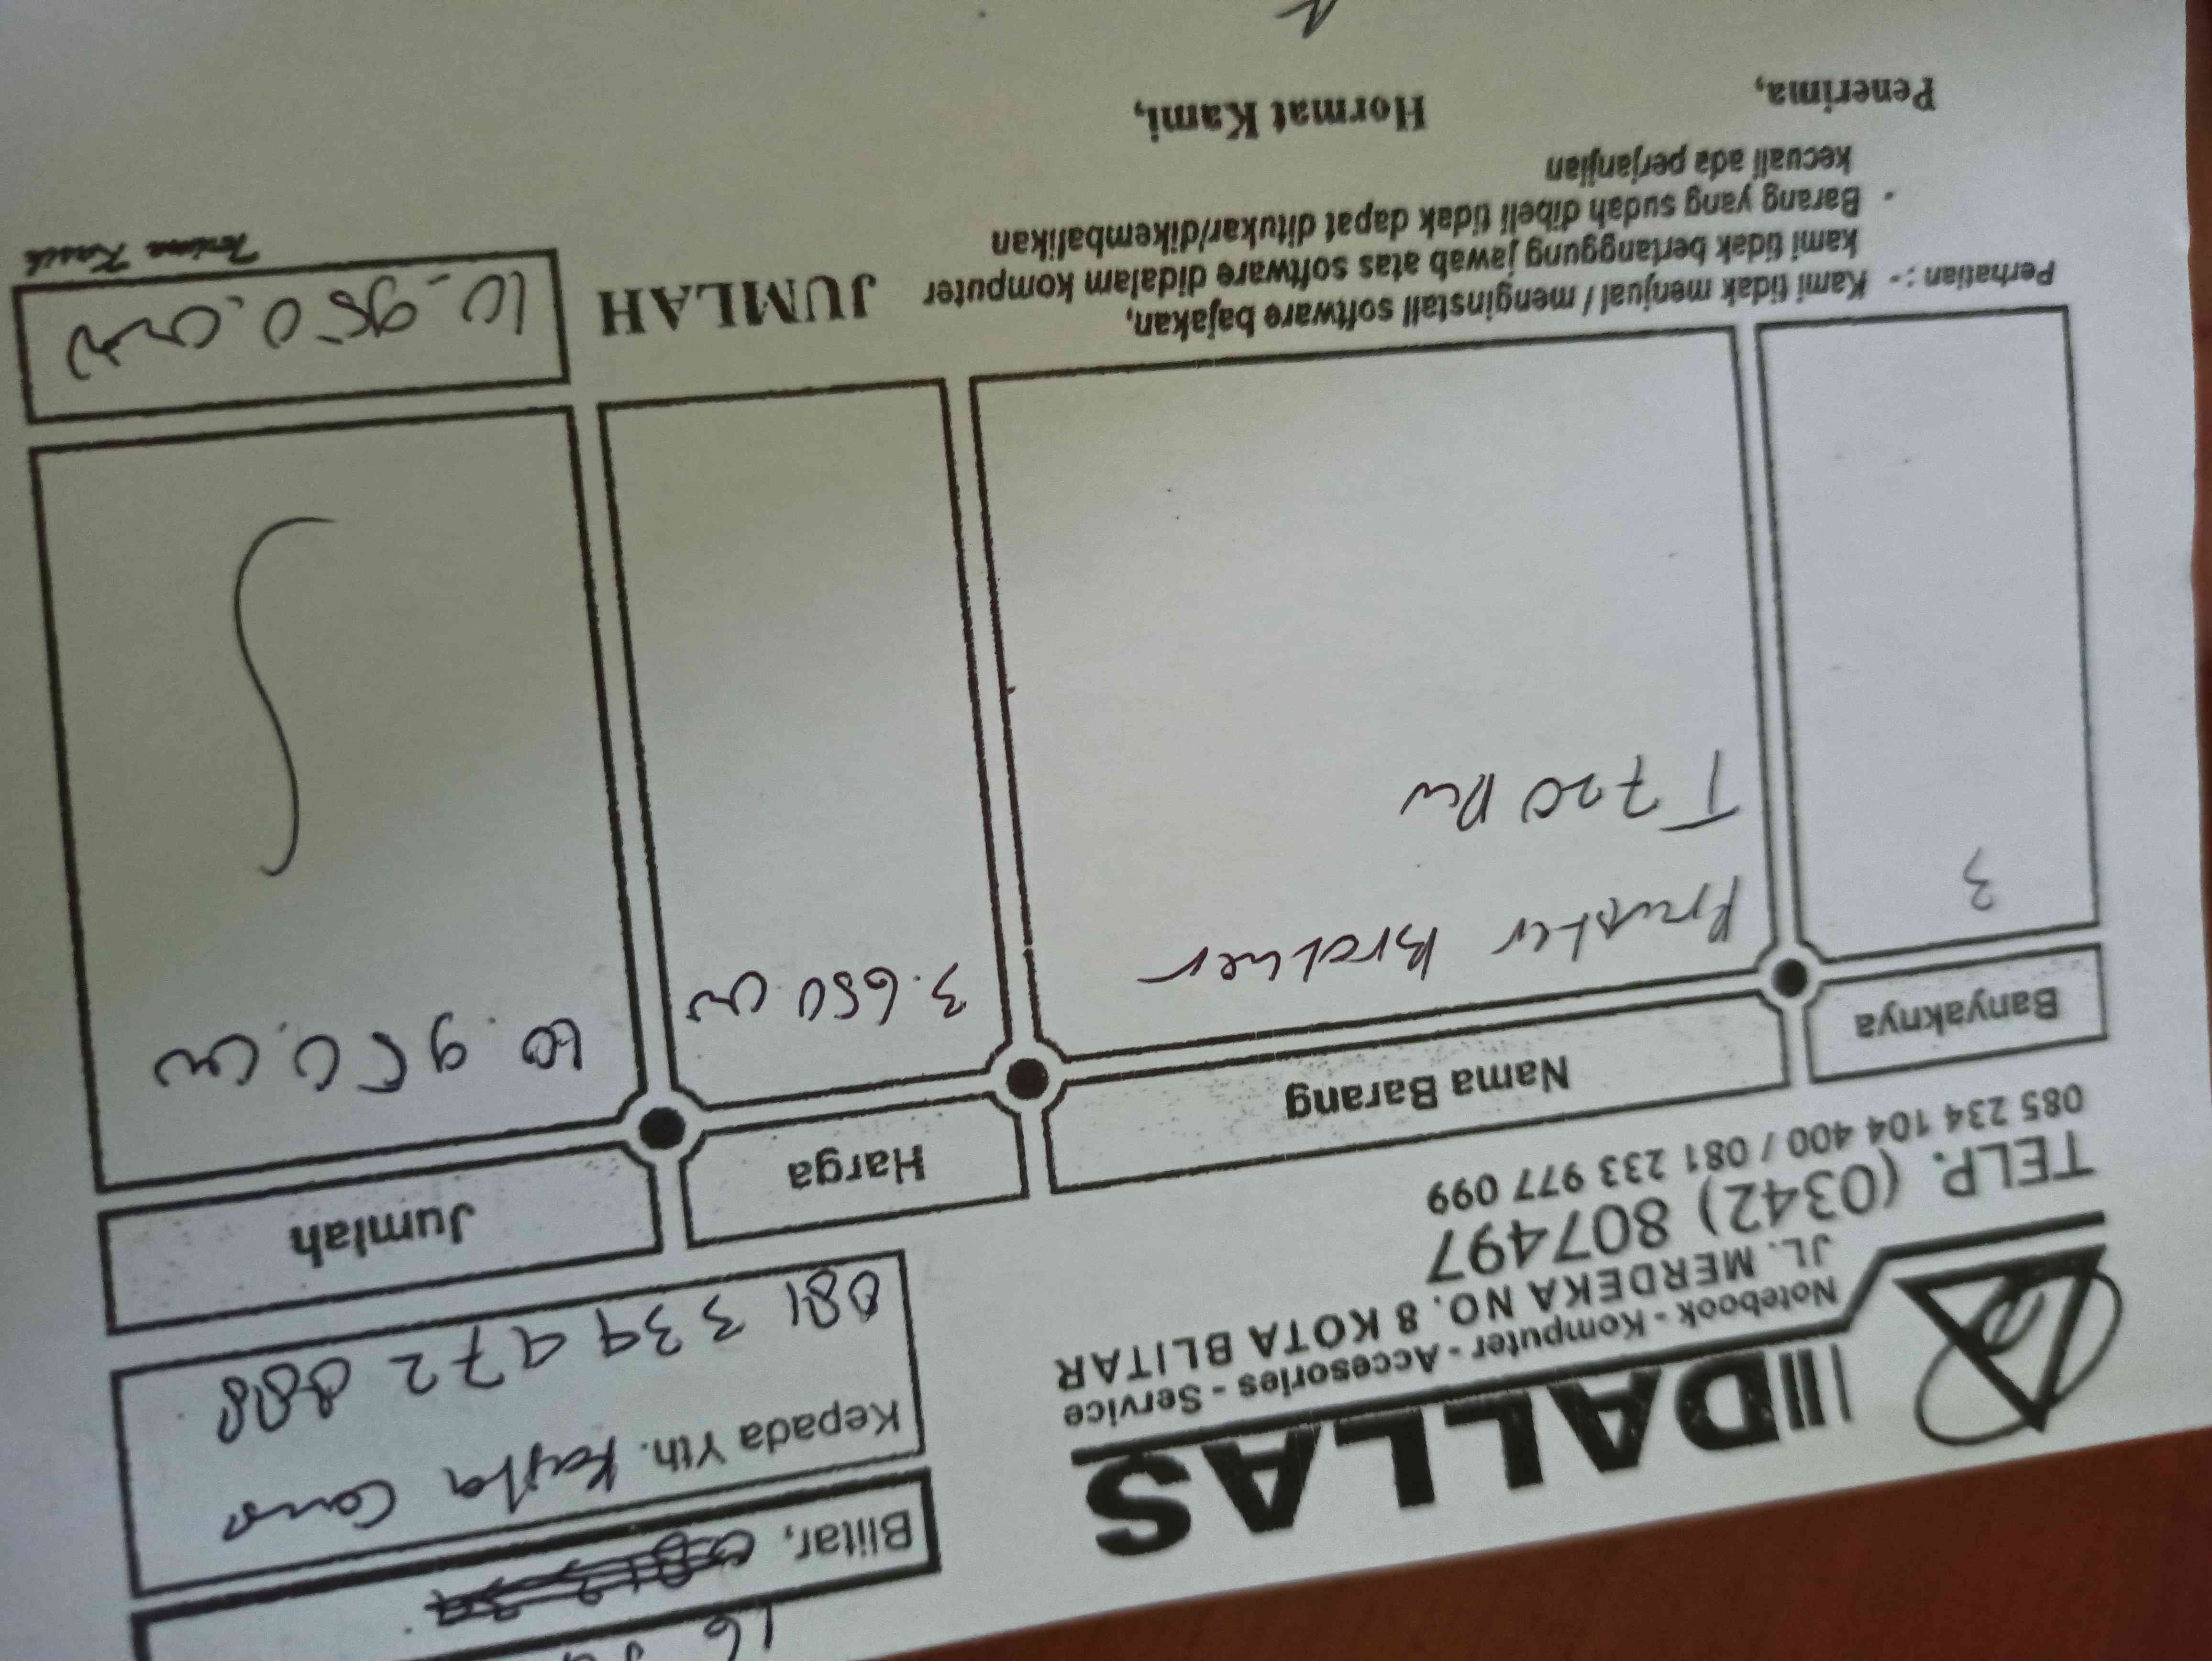 DALLAS
Notebook - Komputer - Accesories - Service
JL. MERDEKA NO. 8 KOTA BLITAR
TELP. (0342) 807497
085 234 104 400 / 081 233 977 099
16
Blitar,
Kepada Yth.
081 339 472 888
Banyaknya Nama Barang Harga Jumlah
3 Printer Brother 3.650.000 10.950.000
T720 DW
JUMLAH 10.950.000
Terima Kasih
Perhatian : - Kami tidak menjual / menginstall software bajakan,
kami tidak bertanggung jawab atas software didalam komputer
- Barang yang sudah dibeli tidak dapat ditukar/dikembalikan
kecuali ada perjanjian
Penerima, Hormat Kami,